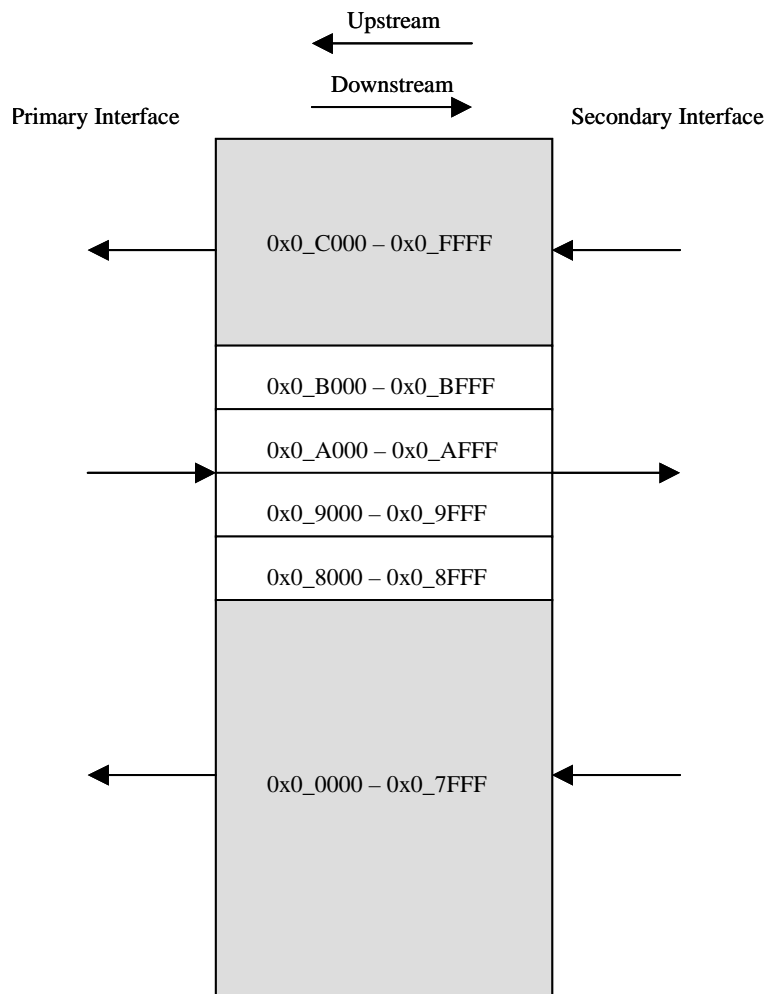 Upstream
Downstream
Primary Interface
Secondary Interface
0x0_C000 – 0x0_FFFF
0x0_B000 – 0x0_BFFF
0x0_A000 – 0x0_AFFF
0x0_9000 – 0x0_9FFF
0x0_8000 – 0x0_8FFF
0x0_0000 – 0x0_7FFF